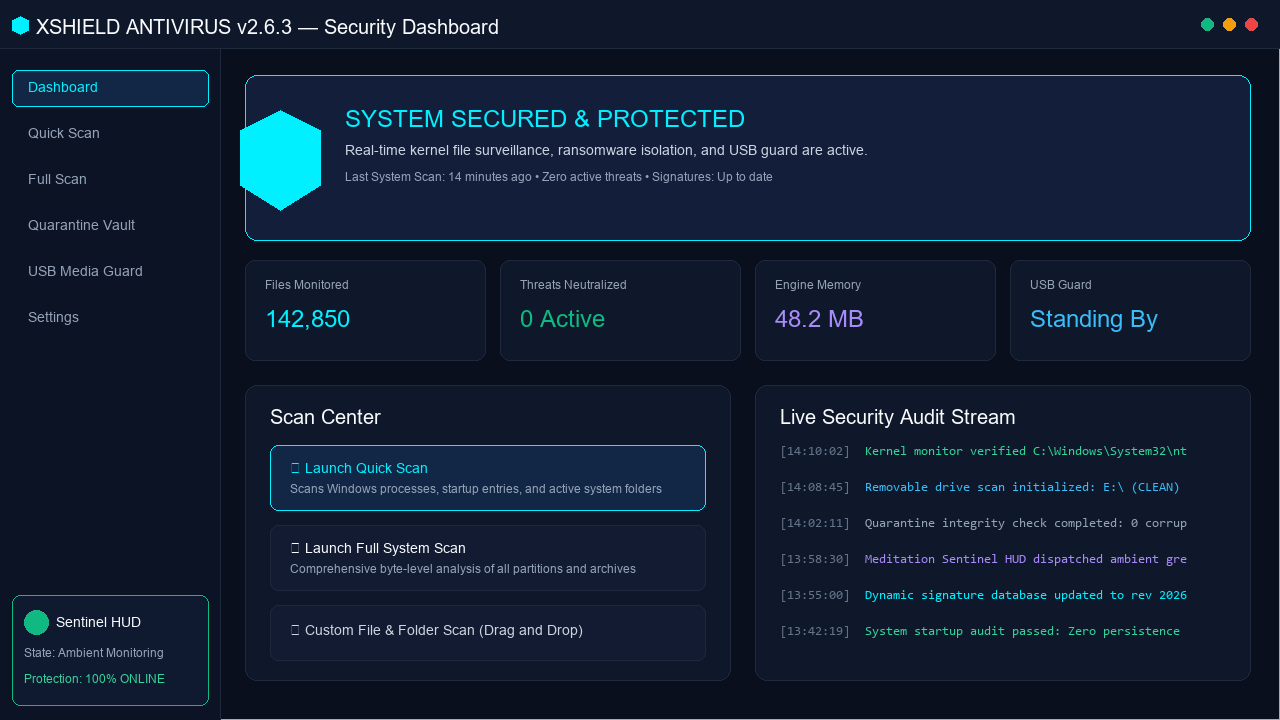 XSHIELD ANTIVIRUS v2.6.3 — Security Dashboard
Dashboard
Quick Scan
Full Scan
Quarantine Vault
USB Media Guard
Settings
Sentinel HUD
State: Ambient Monitoring
Protection: 100% ONLINE
SYSTEM SECURED & PROTECTED
Real-time kernel file surveillance, ransomware isolation, and USB guard are active.
Last System Scan: 14 minutes ago • Zero active threats • Signatures: Up to date
Files Monitored
142,850
Threats Neutralized
0 Active
Engine Memory
48.2 MB
USB Guard
Standing By
Scan Center
Launch Quick Scan
Scans Windows processes, startup entries, and active system folders
Launch Full System Scan
Comprehensive byte-level analysis of all partitions and archives
Custom File & Folder Scan (Drag and Drop)
Live Security Audit Stream
[14:10:02] Kernel monitor verified C:\Windows\System32\nt
[14:08:45] Removable drive scan initialized: E:\ (CLEAN)
[14:02:11] Quarantine integrity check completed: 0 corrup
[13:58:30] Meditation Sentinel HUD dispatched ambient gre
[13:55:00] Dynamic signature database updated to rev 2026
[13:42:19] System startup audit passed: Zero persistence